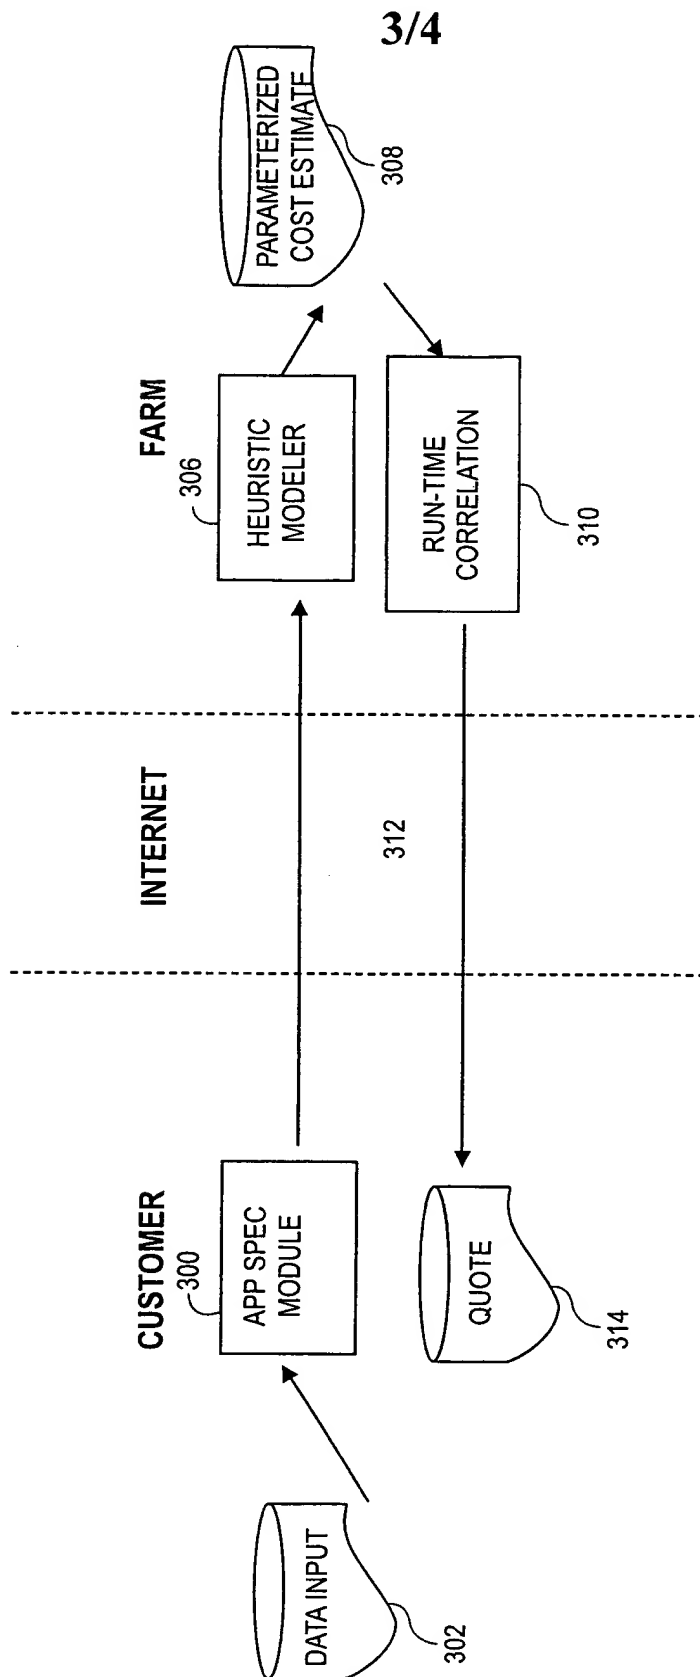 3/4
CUSTOMER
INTERNET
FARM
DATA INPUT
302
300
APP SPEC
MODULE
306
HEURISTIC
MODELER
PARAMETERIZED
COST ESTIMATE
308
RUN-TIME
CORRELATION
310
312
QUOTE
314